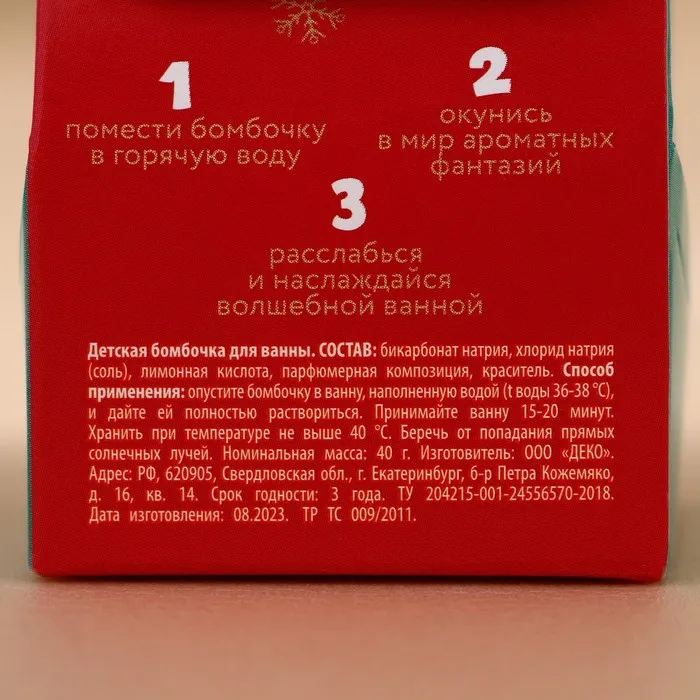 1
помести бомбочку
в горячую воду
2
окунись
в мир ароматных
фантазий
3
расслабься
и наслаждайся
волшебной ванной
Детская бомбочка для ванны. СОСТАВ: бикарбонат натрия, хлорид натрия
(соль), лимонная кислота, парфюмерная композиция, краситель. Способ
применения: опустите бомбочку в ванну, наполненную водой (t воды 36-38 °С),
и дайте ей полностью раствориться. Принимайте ванну 15-20 минут.
Хранить при температуре не выше 40 °С. Беречь от попадания прямых
солнечных лучей. Номинальная масса: 40 г. Изготовитель: ООО «ДЕКО».
Адрес: РФ, 620905, Свердловская обл., г. Екатеринбург, б-р Петра Кожемяко,
д. 16, кв. 14. Срок годности: 3 года. ТУ 204215-001-24556570-2018.
Дата изготовления: 08.2023. ТР ТС 009/2011.